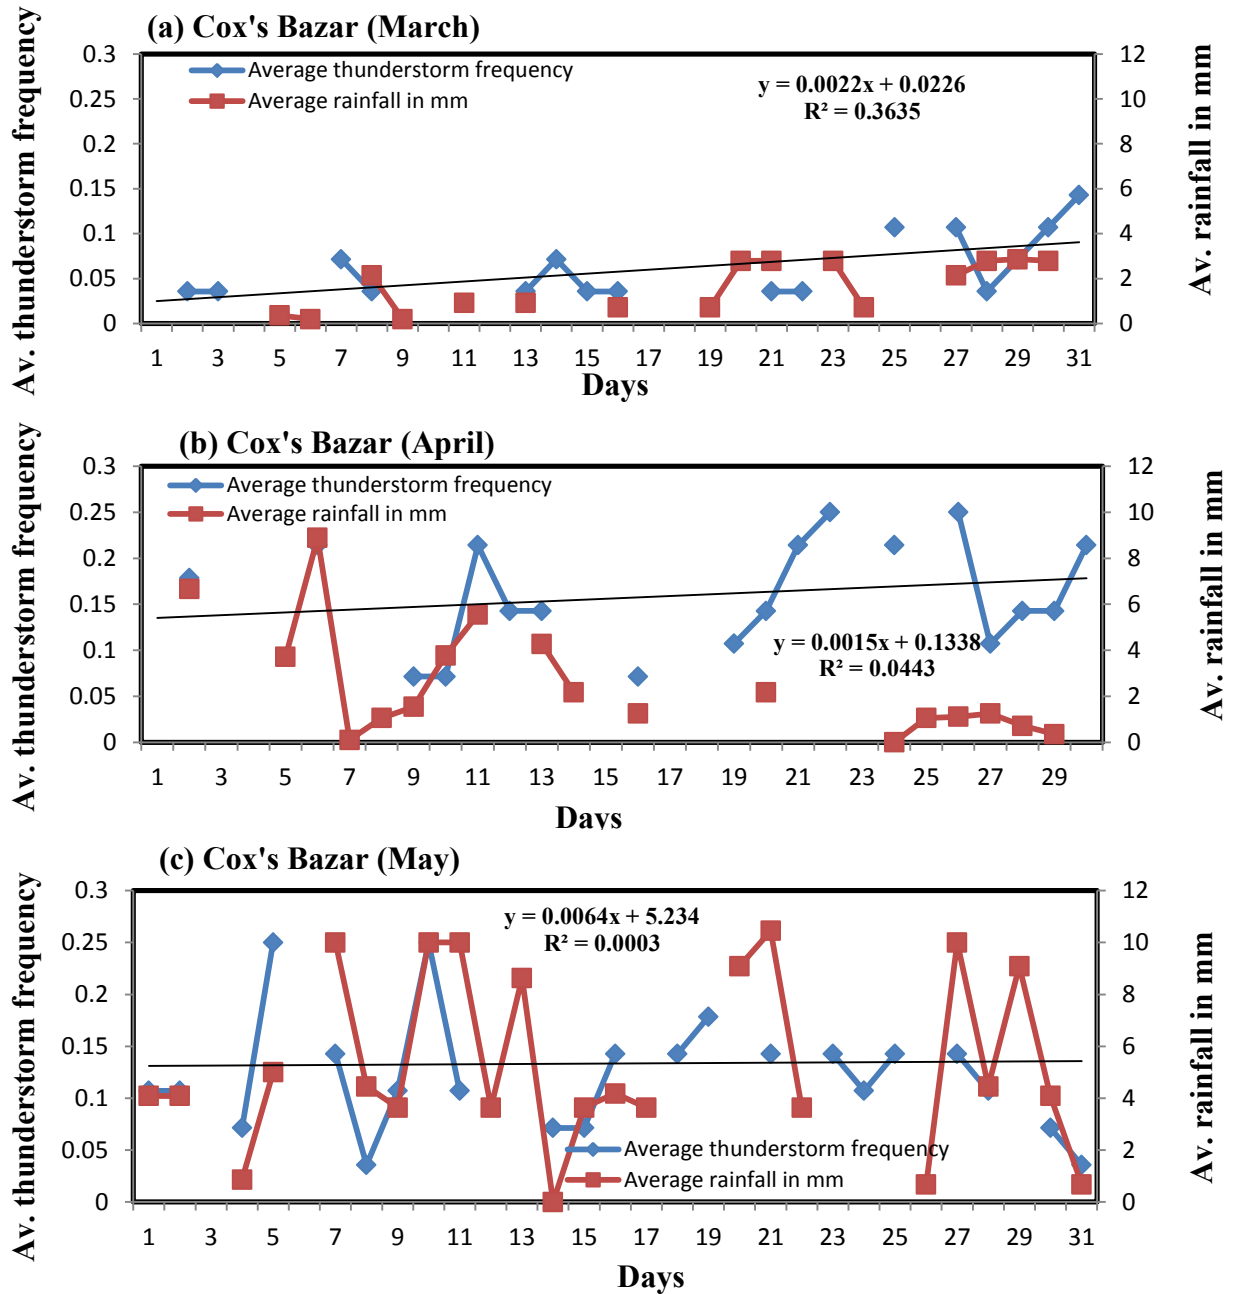 (a) Cox's Bazar (March)
Av. thunderstorm frequency
0.3
0.25
0.2
0.15
0.1
0.05
0
Average thunderstorm frequency
Average rainfall in mm
y = 0.0022x + 0.0226
R² = 0.3635
12
10
8
6
4
2
0
Av. rainfall in mm
1 3 5 7 9 11 13 15 17 19 21 23 25 27 29 31
Days
(b) Cox's Bazar (April)
Av. thunderstorm frequency
0.3
0.25
0.2
0.15
0.1
0.05
0
Average thunderstorm frequency
Average rainfall in mm
y = 0.0015x + 0.1338
R² = 0.0443
12
10
8
6
4
2
0
Av. rainfall in mm
1 3 5 7 9 11 13 15 17 19 21 23 25 27 29
Days
(c) Cox's Bazar (May)
Av. thunderstorm frequency
0.3
0.25
0.2
0.15
0.1
0.05
0
y = 0.0064x + 5.234
R² = 0.0003
Average thunderstorm frequency
Average rainfall in mm
12
10
8
6
4
2
0
Av. rainfall in mm
1 3 5 7 9 11 13 15 17 19 21 23 25 27 29 31
Days